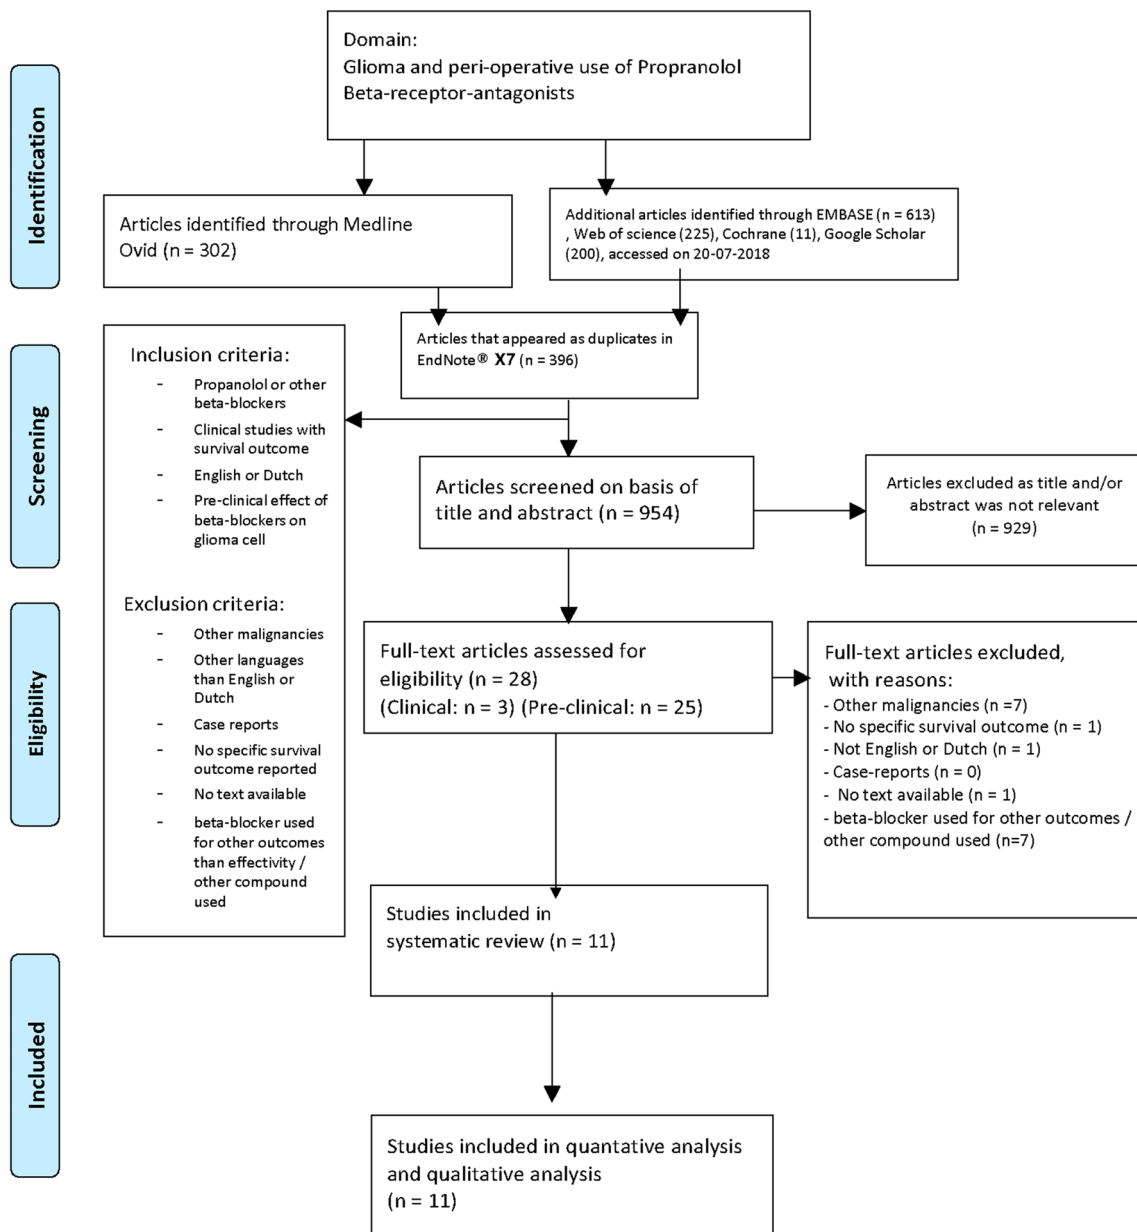 Domain:
Glioma and peri-operative use of Propranolol
Beta-receptor-antagonists
Identification
Articles identified through Medline
Ovid (n = 302)
Additional articles identified through EMBASE (n = 613)
, Web of science (225), Cochrane (11), Google Scholar
(200), accessed on 20-07-2018
Articles that appeared as duplicates in
EndNote® X7 (n = 396)
Screening
Inclusion criteria:
- Propanolol or other
beta-blockers
- Clinical studies with
survival outcome
- English or Dutch
- Pre-clinical effect of
beta-blockers on
glioma cell
Exclusion criteria:
- Other malignancies
- Other languages
than English or
Dutch
- Case reports
- No specific survival
outcome reported
- No text available
- beta-blocker used
for other outcomes
than effectivity /
other compound
used
Articles screened on basis of
title and abstract (n = 954)
Articles excluded as title and/or
abstract was not relevant
(n = 929)
Eligibility
Full-text articles assessed for
eligibility (n = 28)
(Clinical: n = 3) (Pre-clinical: n = 25)
Full-text articles excluded,
with reasons:
- Other malignancies (n =7)
- No specific survival outcome (n = 1)
- Not English or Dutch (n = 1)
- Case-reports (n = 0)
- No text available (n = 1)
- beta-blocker used for other outcomes /
other compound used (n=7)
Studies included in
systematic review (n = 11)
Included
Studies included in quantative analysis
and qualitative analysis
(n = 11)